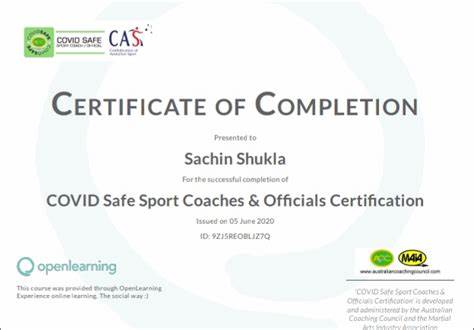 COVID SAFE
SPORT COACH / OFFICIAL
CAS
Confederation of
Australian Sport
CERTIFICATE OF COMPLETION
Presented to
Sachin Shukla
For the successful completion of
COVID Safe Sport Coaches & Officials Certification
Issued on 05 June 2020
ID: 9ZJ5REOBLJZ7Q
openlearning
This course was provided through OpenLearning
Experience online learning. The social way :)
ACC
MAIA
www.australiancoachingcouncil.com
'COVID Safe Sport Coaches &
Officials Certification' is developed
and administered by the Australian
Coaching Council and the Martial
Arts Industry Association